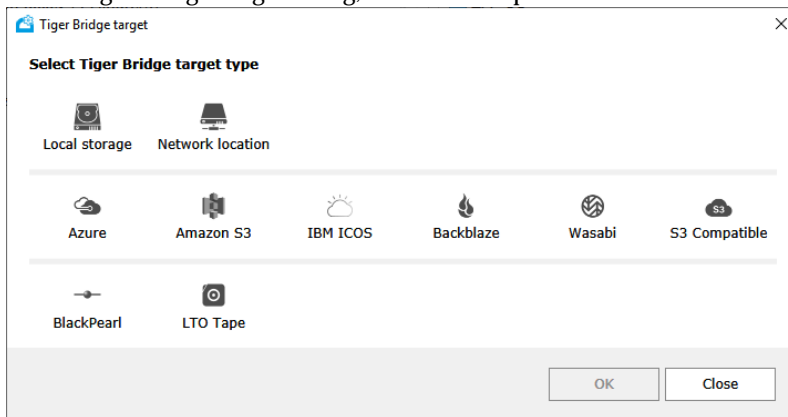 Tiger Bridge target
Select Tiger Bridge target type
Local storage Network location
Azure Amazon S3 IBM ICOS Backblaze Wasabi S3 Compatible
S3
BlackPearl LTO Tape
OK Close